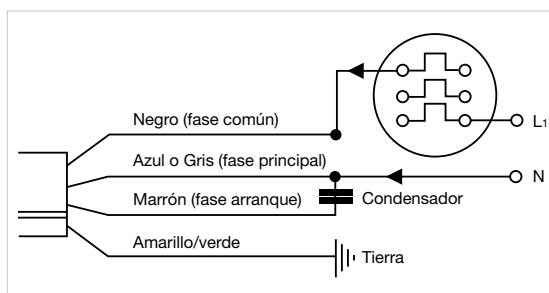 Negro (fase común)
L1
Azul o Gris (fase principal)
N
Marrón (fase arranque)
Condensador
Amarillo/verde
Tierra